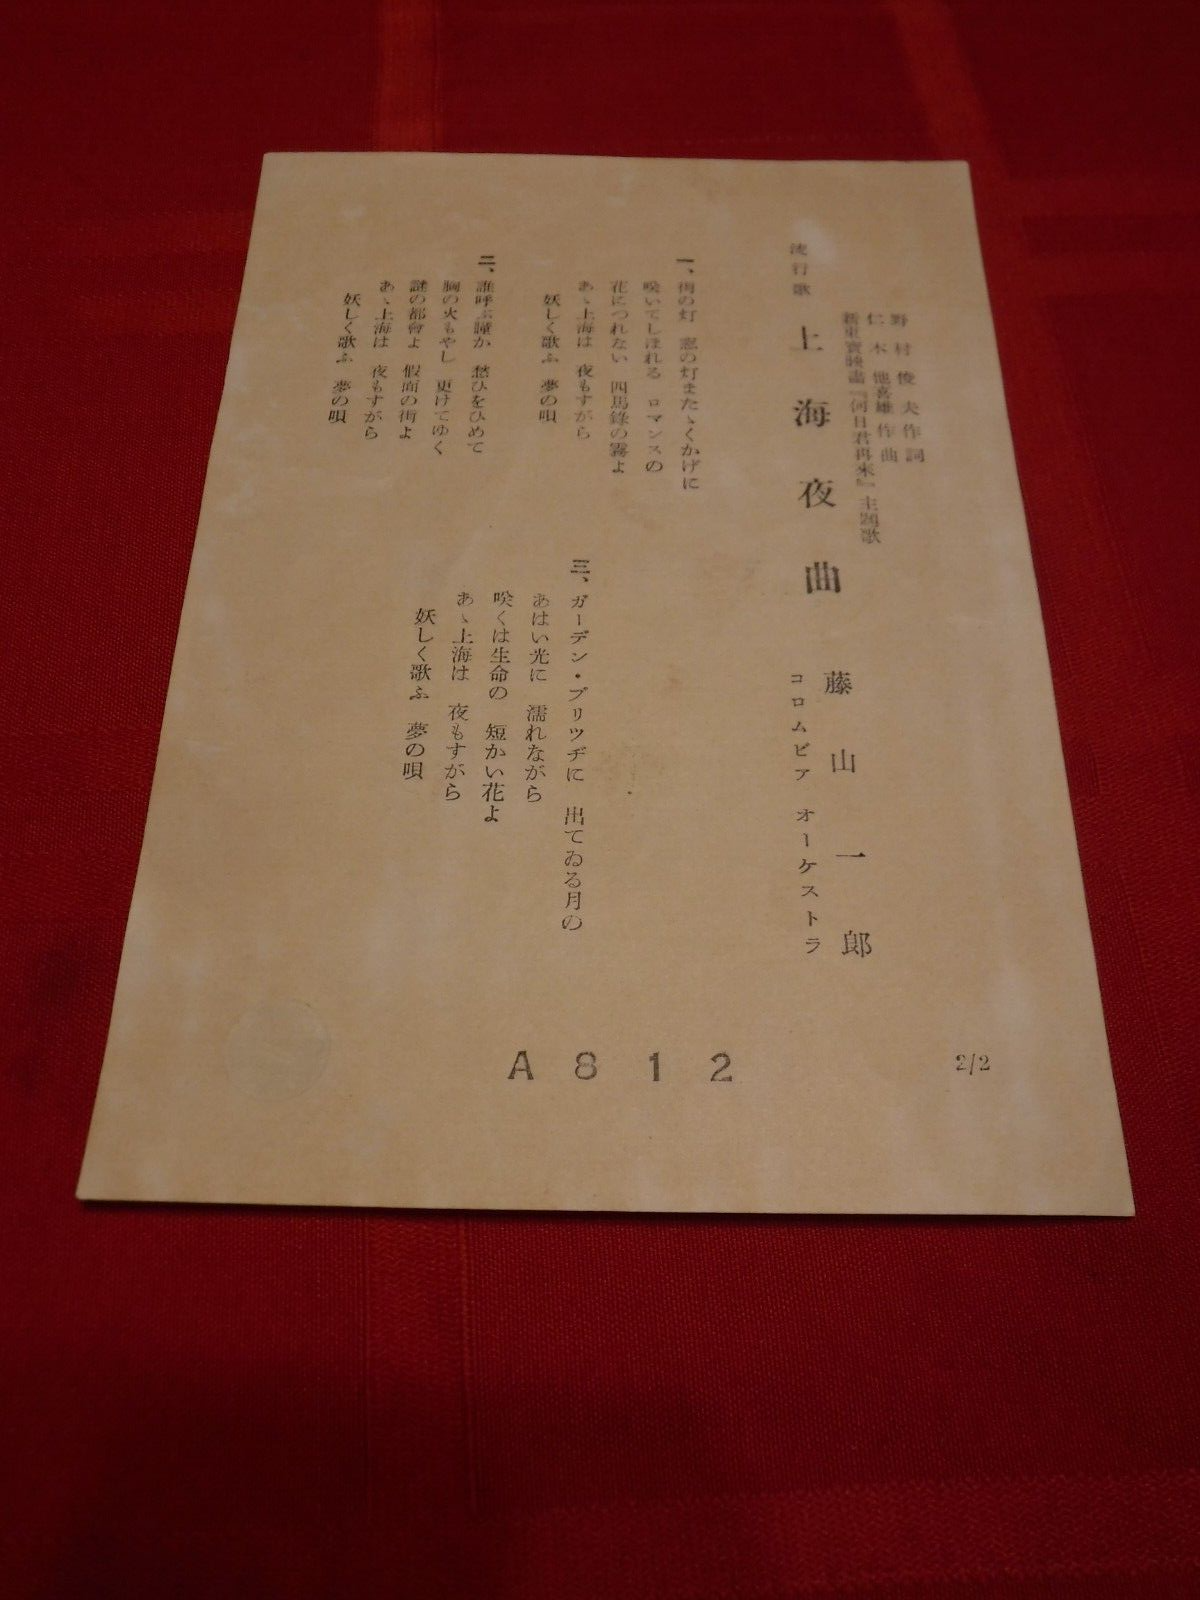 野村俊夫作詞
仁木他喜雄作曲
新東寶映畫『何日君再來』主題歌
流行歌 上海夜曲
藤山一郎
コロムビア オーケストラ
一、街の灯 窓の灯またゝくかげに
咲いてしほれる ロマンスの
花につれない 四馬路の霧よ
あゝ上海は 夜もすがら
妖しく歌ふ 夢の唄
二、誰呼ぶ瞳か 愁ひをひめて
胸の火もやし 更けてゆく
謎の都會よ 假面の街よ
あゝ上海は 夜もすがら
妖しく歌ふ 夢の唄
三、ガーデン・ブリッヂに 出てゐる月の
あはい光に 濡れながら
咲くは生命の 短かい花よ
あゝ上海は 夜もすがら
妖しく歌ふ 夢の唄
A812
2/2